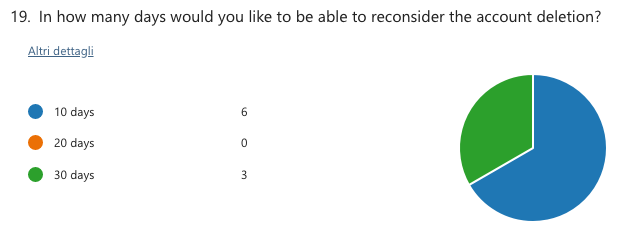 19. In how many days would you like to be able to reconsider the account deletion?
Altri dettagli
10 days 6
20 days 0
30 days 3